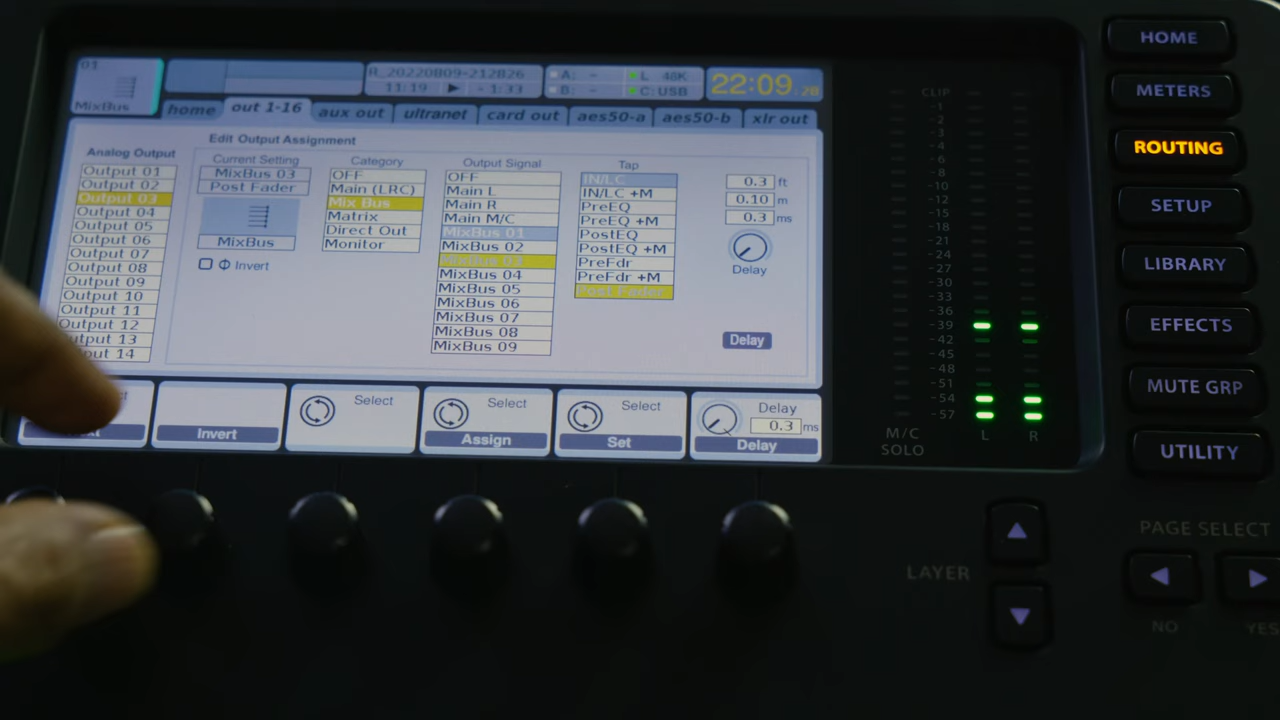 01
MixBus
R_20220809-212826
11:19 - 1:33
A: -
B: -
L 48K
C: USB
22:09
home
out 1-16
aux out
ultranet
card out
aes50-a
aes50-b
xlr out
Edit Output Assignment
Analog Output
Output 01
Output 02
Output 03
Output 04
Output 05
Output 06
Output 07
Output 08
Output 09
Output 10
Output 11
Output 12
Output 13
put 14
Current Setting
MixBus 03
Post Fader
MixBus
Φ Invert
Category
OFF
Main (LRC)
Mix Bus
Matrix
Direct Out
Monitor
Output Signal
OFF
Main L
Main R
Main M/C
MixBus 01
MixBus 02
MixBus 03
MixBus 04
MixBus 05
MixBus 06
MixBus 07
MixBus 08
MixBus 09
Tap
IN/LC
IN/LC +M
PreEQ
PreEQ +M
PostEQ
PostEQ +M
PreFdr
PreFdr +M
Post Fader
0.3 ft
0.10 m
0.3 ms
Delay
Delay
Invert
Select
Select
Assign
Select
Set
Delay
0.3 ms
Delay
CLIP
-1
-2
-3
-4
-6
-8
-10
-12
-15
-18
-21
-24
-27
-30
-33
-36
-39
-42
-45
-48
-51
-54
-57
M/C
SOLO
L
R
HOME
METERS
ROUTING
SETUP
LIBRARY
EFFECTS
MUTE GRP
UTILITY
LAYER
PAGE SELECT
NO
YES